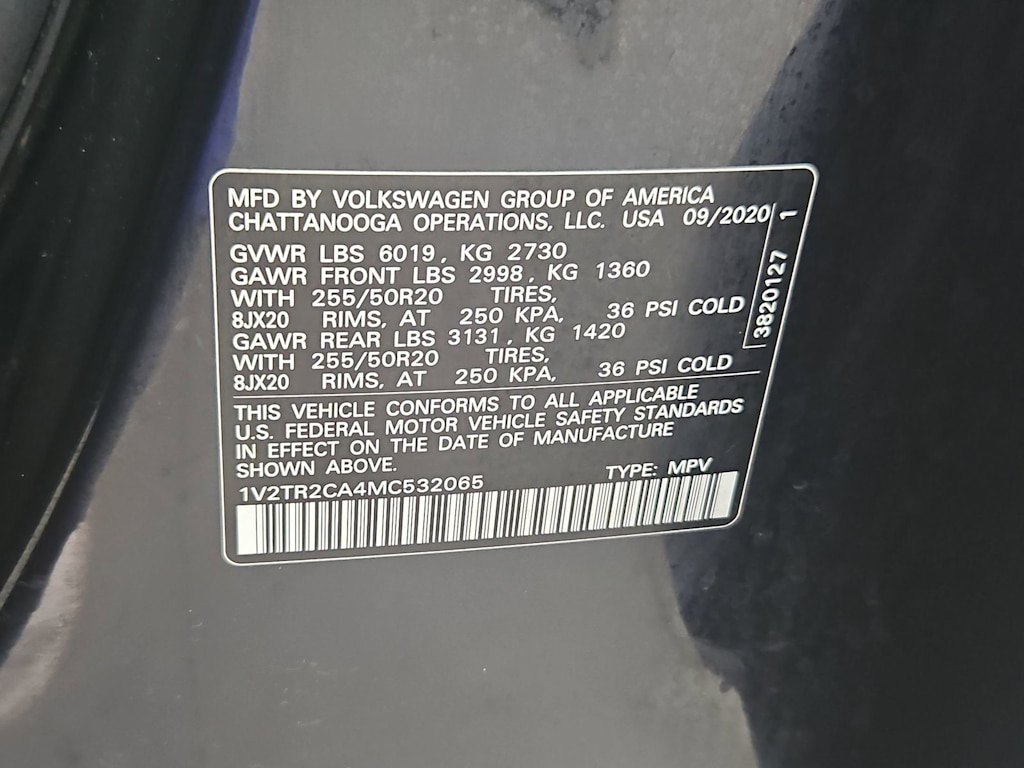 MFD BY VOLKSWAGEN GROUP OF AMERICA
CHATTANOOGA OPERATIONS, LLC. USA 09/2020
GVWR LBS 6019, KG 2730
GAWR FRONT LBS 2998, KG 1360
WITH 255/50R20 TIRES,
8JX20 RIMS, AT 250 KPA, 36 PSI COLD
GAWR REAR LBS 3131, KG 1420
WITH 255/50R20 TIRES,
8JX20 RIMS, AT 250 KPA, 36 PSI COLD
THIS VEHICLE CONFORMS TO ALL APPLICABLE
U.S. FEDERAL MOTOR VEHICLE SAFETY STANDARDS
IN EFFECT ON THE DATE OF MANUFACTURE
SHOWN ABOVE.
1V2TR2CA4MC532065 TYPE: MPV
3820127 1